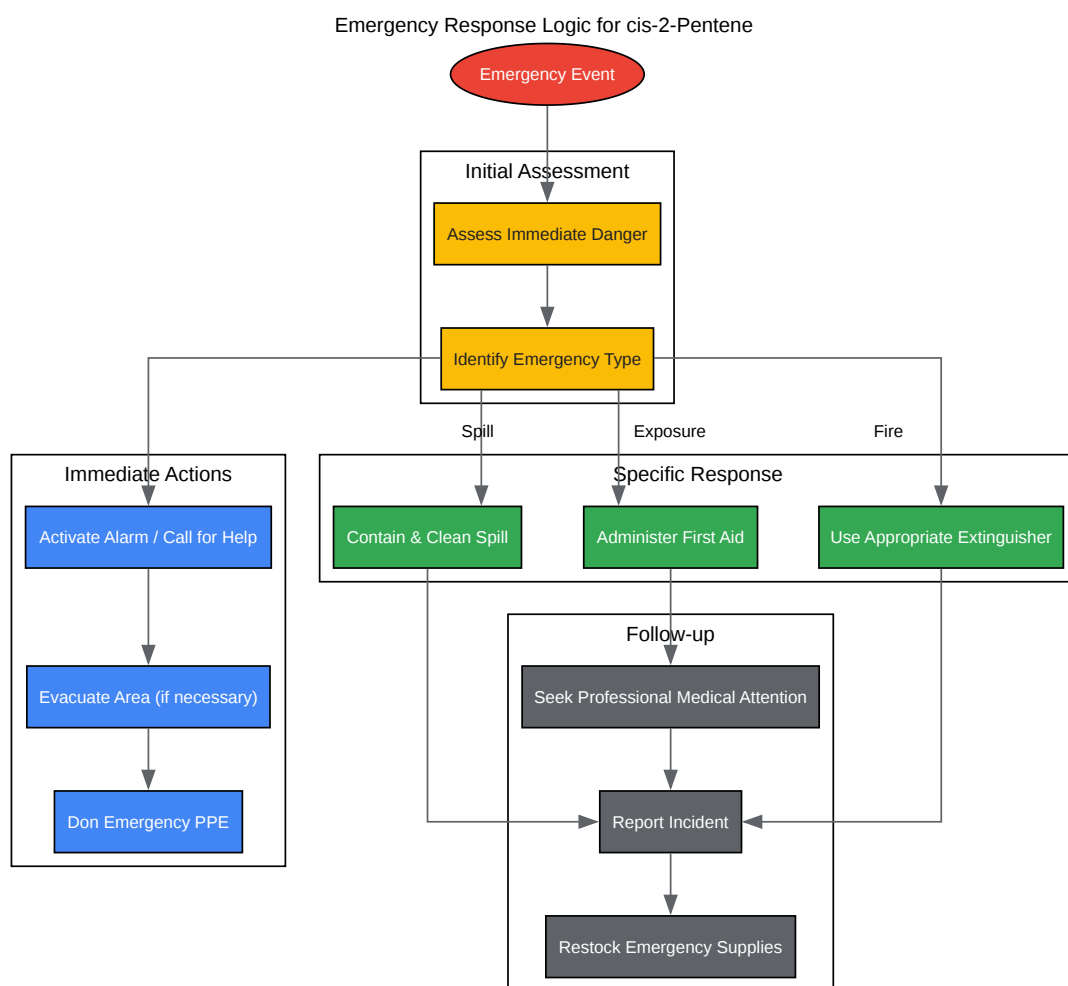 Emergency Response Logic for cis-2-Pentene
Emergency Event
Initial Assessment
Assess Immediate Danger
Identify Emergency Type
Spill
Exposure
Fire
Immediate Actions
Specific Response
Activate Alarm / Call for Help
Contain & Clean Spill
Administer First Aid
Use Appropriate Extinguisher
Follow-up
Evacuate Area (if necessary)
Seek Professional Medical Attention
Don Emergency PPE
Report Incident
Restock Emergency Supplies